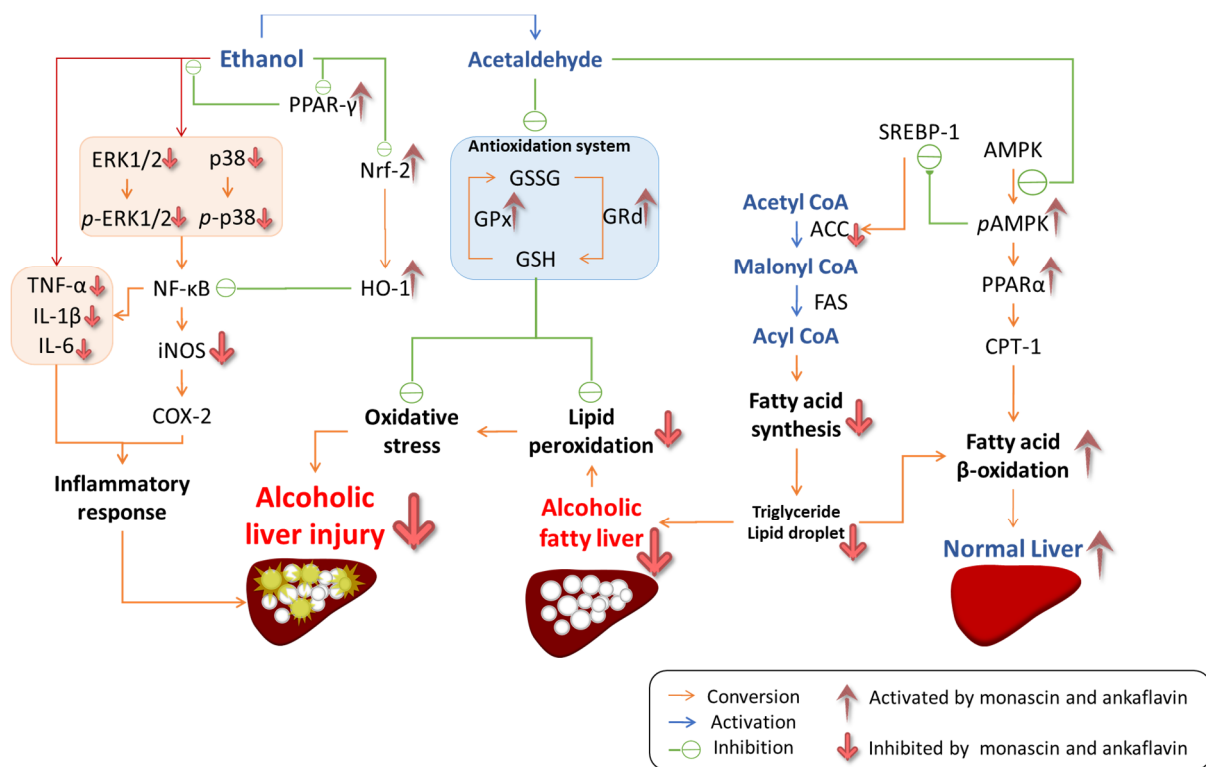 Ethanol
Acetaldehyde
PPAR-γ
ERK1/2
p38
p-ERK1/2
p-p38
Nrf-2
TNF-α
IL-1β
IL-6
NF-κB
HO-1
iNOS
COX-2
Inflammatory
response
Antioxidation system
GSSG
GPx
GRd
GSH
Oxidative
stress
Lipid
peroxidation
Alcoholic
liver injury
Alcoholic
fatty liver
SREBP-1
AMPK
Acetyl CoA
ACC
pAMPK
Malonyl CoA
PPARα
FAS
Acyl CoA
CPT-1
Fatty acid
synthesis
Fatty acid
β-oxidation
Triglyceride
Lipid droplet
Normal Liver
Conversion
Activation
Inhibition
Activated by monascin and ankaflavin
Inhibited by monascin and ankaflavin